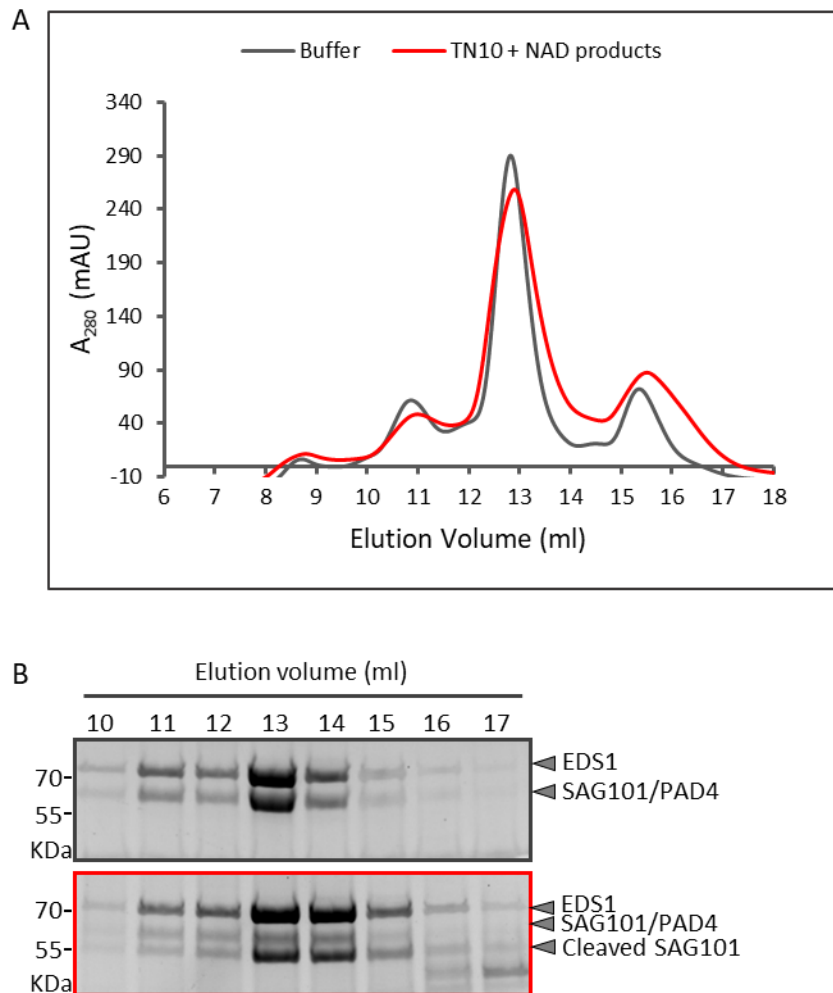 A
Buffer TN10 + NAD products
340
290
240
190
140
90
40
-10
A280 (mAU)
6 7 8 9 10 11 12 13 14 15 16 17 18
Elution Volume (ml)
B
Elution volume (ml)
10 11 12 13 14 15 16 17
EDS1
70
SAG101/PAD4
55
KDa
EDS1
70
SAG101/PAD4
55
Cleaved SAG101
KDa